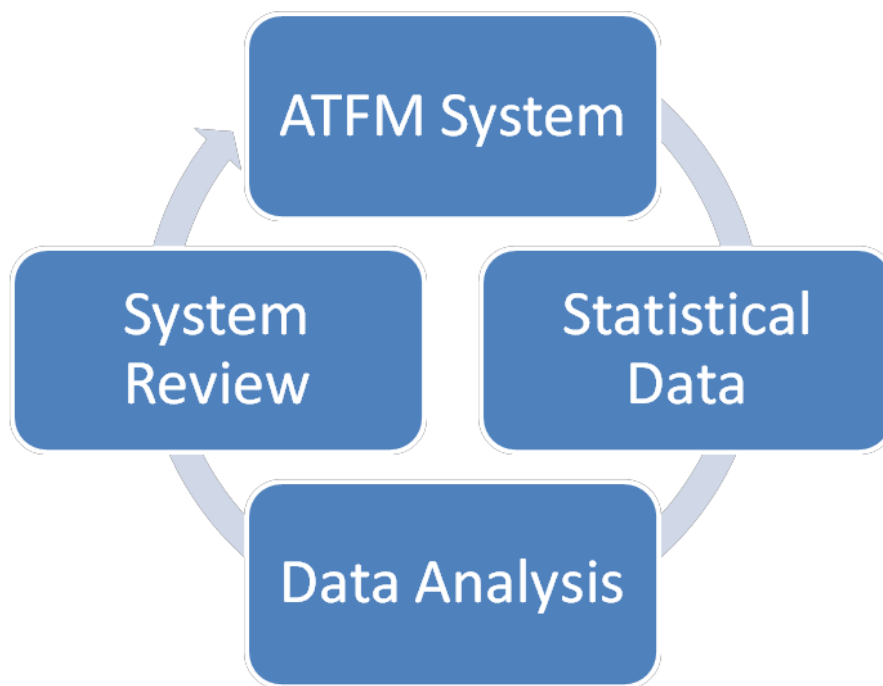 ATFM System
System
Review
Statistical
Data
Data Analysis